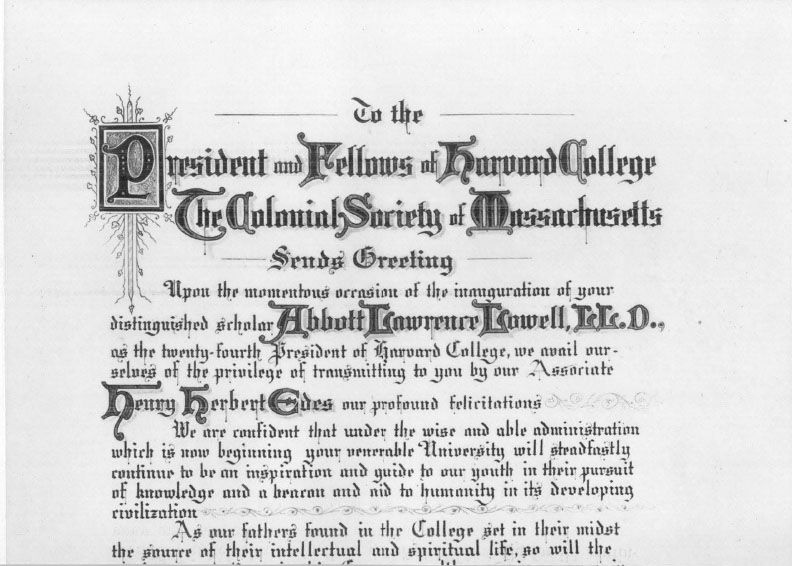 To the
President and Fellows of Harvard College
The Colonial Society of Massachusetts
Sends Greeting
Upon the momentous occasion of the inauguration of your
distinguished scholar Abbott Lawrence Lowell, LL.D.,
as the twenty-fourth President of Harvard College, we avail our-
selves of the privilege of transmitting to you by our Associate
Henry Herbert Edes our profound felicitations
We are confident that under the wise and able administration
which is now beginning your venerable University will steadfastly
continue to be an inspiration and guide to our youth in their pursuit
of knowledge and a beacon and aid to humanity in its developing
civilization
As our fathers found in the College set in their midst
the source of their intellectual and spiritual life, so will the